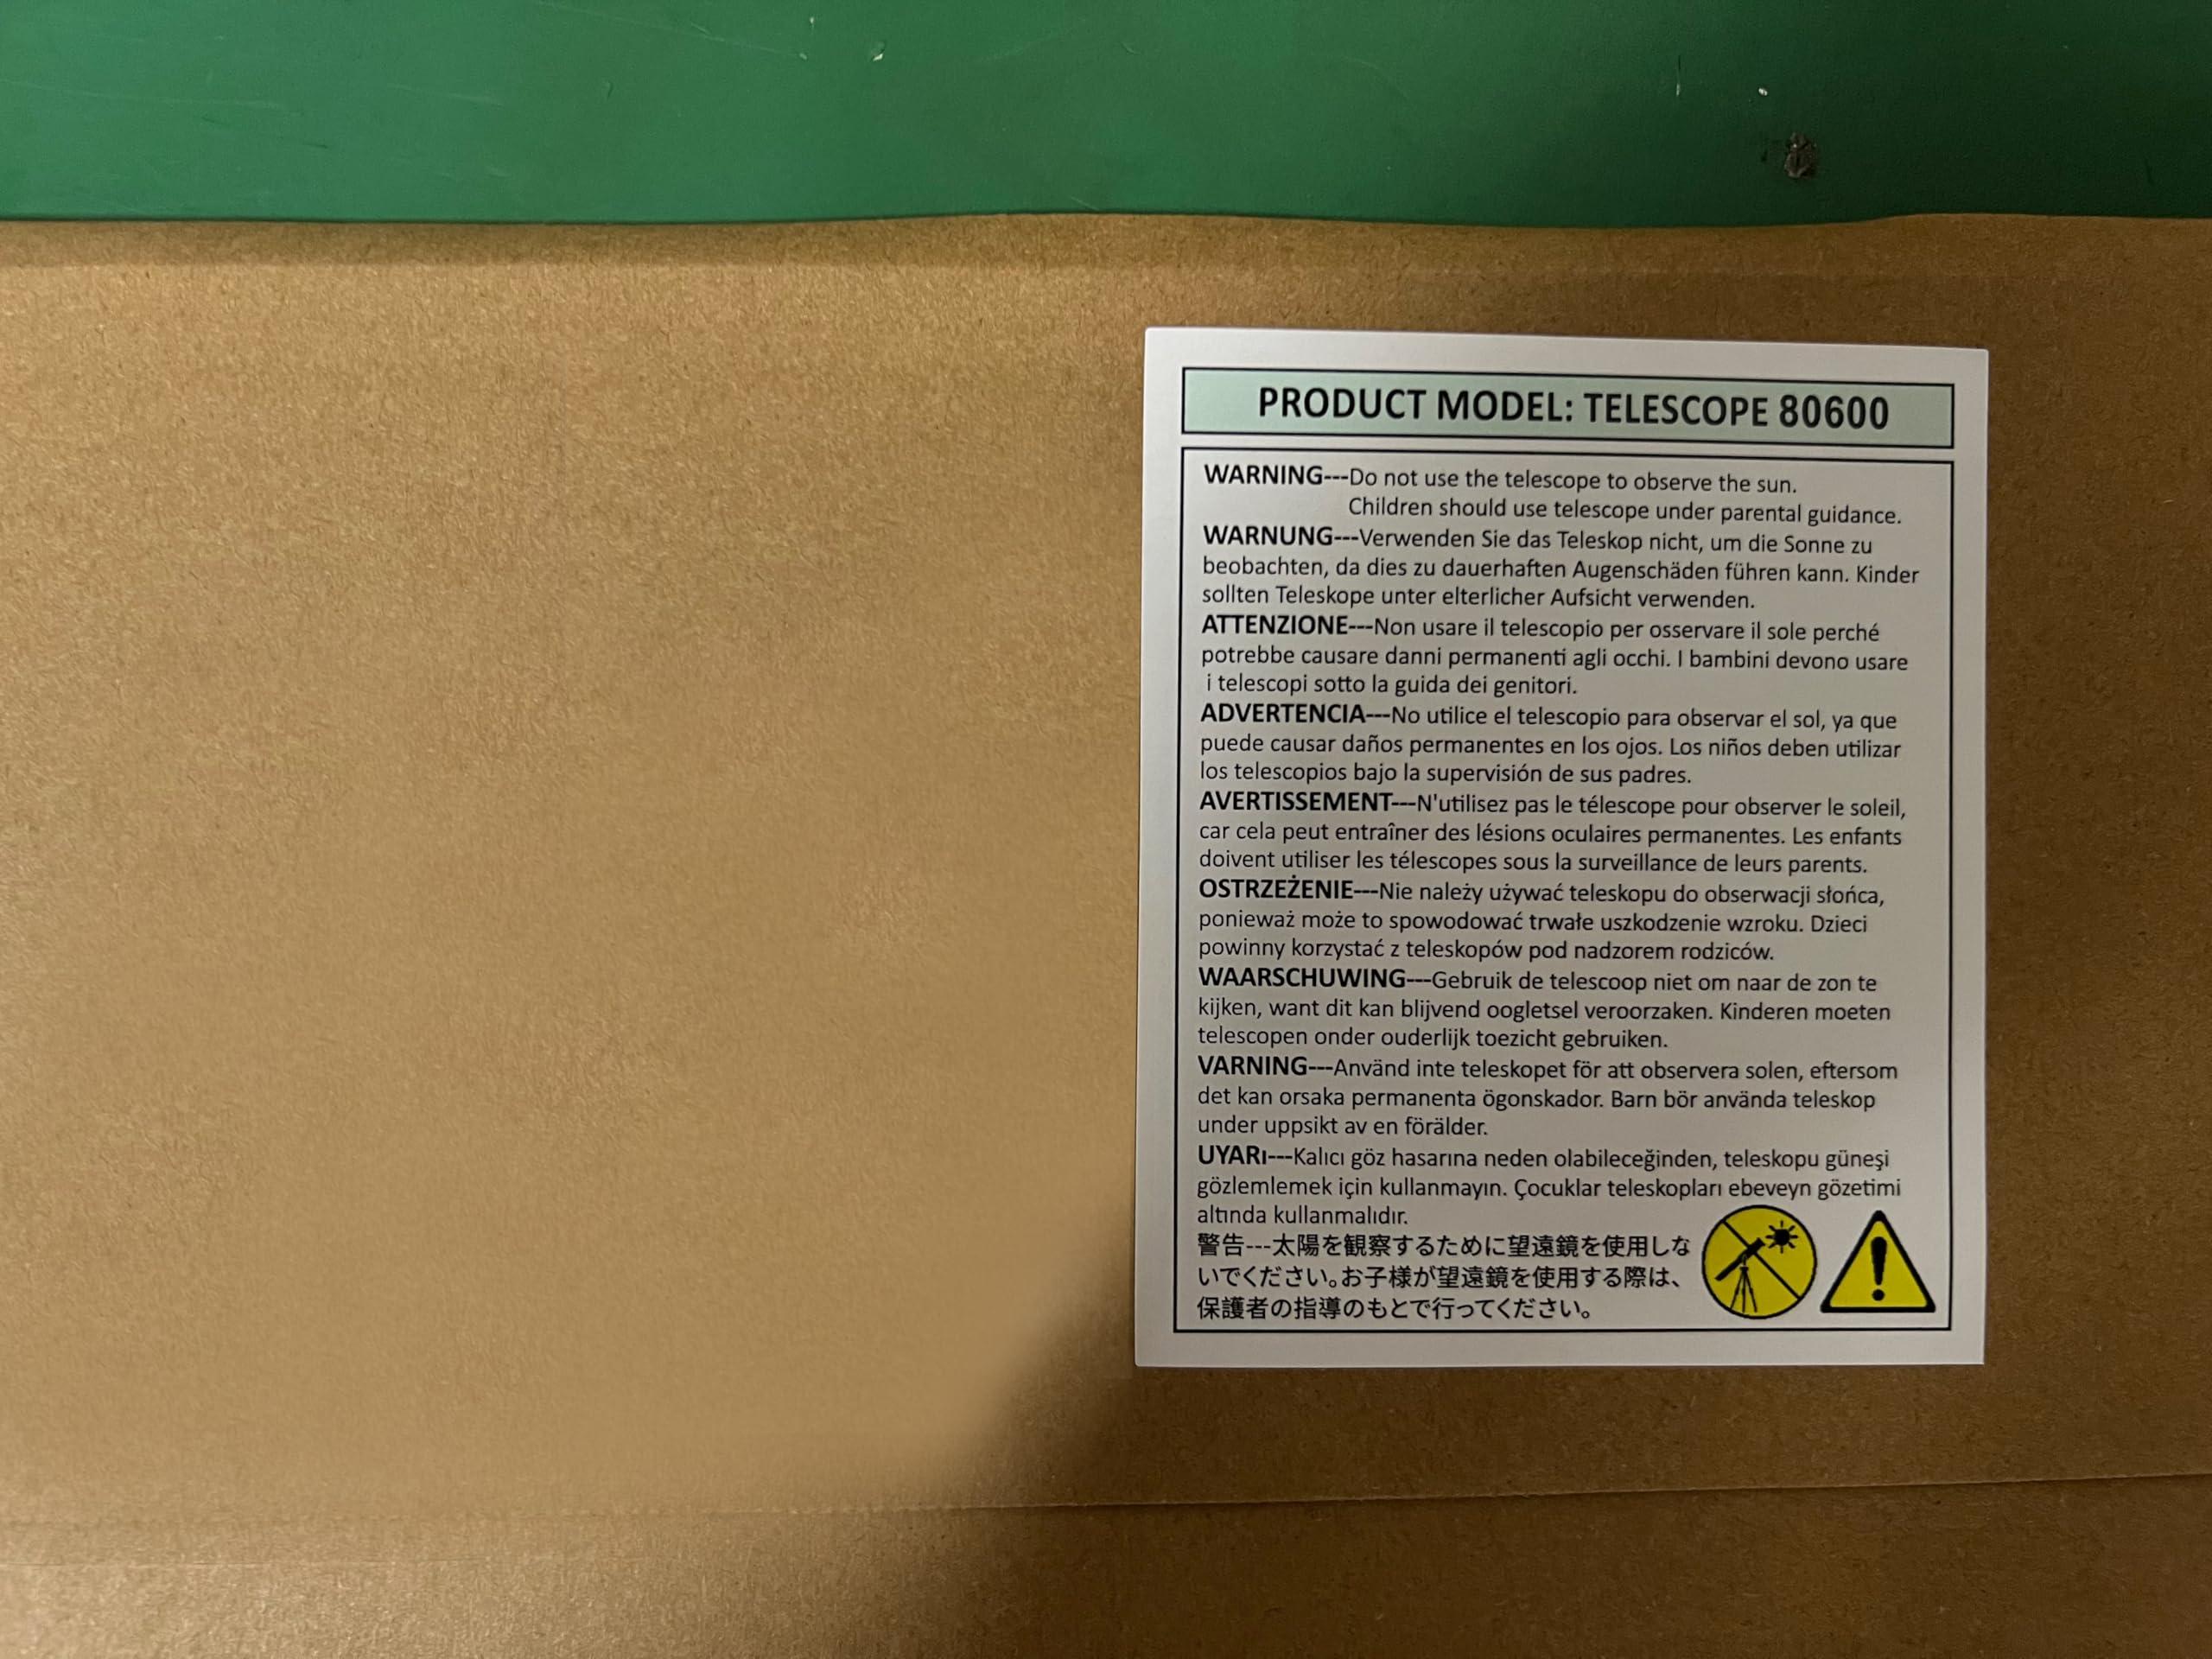 PRODUCT MODEL: TELESCOPE 80600
WARNING---Do not use the telescope to observe the sun.
Children should use telescope under parental guidance.
WARNUNG---Verwenden Sie das Teleskop nicht, um die Sonne zu
beobachten, da dies zu dauerhaften Augenschäden führen kann. Kinder
sollten Teleskope unter elterlicher Aufsicht verwenden.
ATTENZIONE---Non usare il telescopio per osservare il sole perché
potrebbe causare danni permanenti agli occhi. I bambini devono usare
i telescopi sotto la guida dei genitori.
ADVERTENCIA---No utilice el telescopio para observar el sol, ya que
puede causar daños permanentes en los ojos. Los niños deben utilizar
los telescopios bajo la supervisión de sus padres.
AVERTISSEMENT---N'utilisez pas le télescope pour observer le soleil,
car cela peut entraîner des lésions oculaires permanentes. Les enfants
doivent utiliser les télescopes sous la surveillance de leurs parents.
OSTRZEŻENIE---Nie należy używać teleskopu do obserwacji słońca,
ponieważ może to spowodować trwałe uszkodzenie wzroku. Dzieci
powinny korzystać z teleskopów pod nadzorem rodziców.
WAARSCHUWING---Gebruik de telescoop niet om naar de zon te
kijken, want dit kan blijvend oogletsel veroorzaken. Kinderen moeten
telescopen onder ouderlijk toezicht gebruiken.
VARNING---Använd inte teleskopet för att observera solen, eftersom
det kan orsaka permanenta ögonskador. Barn bör använda teleskop
under uppsikt av en förälder.
UYARı---Kalıcı göz hasarına neden olabileceğinden, teleskopu güneşi
gözlemlemek için kullanmayın. Çocuklar teleskopları ebeveyn gözetimi
altında kullanmalıdır.
警告---太陽を観察するために望遠鏡を使用しな
いでください。お子様が望遠鏡を使用する際は、
保護者の指導のもとで行ってください。